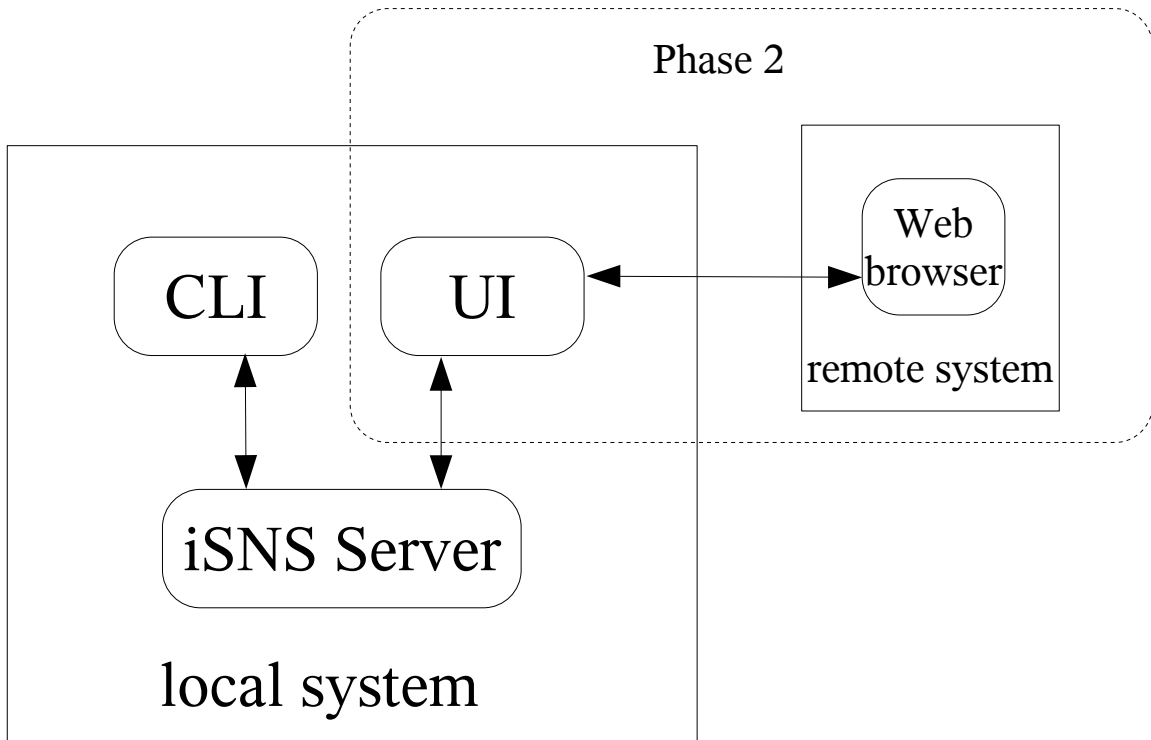 Phase 2
Web
browser
CLI
UI
remote system
iSNS Server
local system